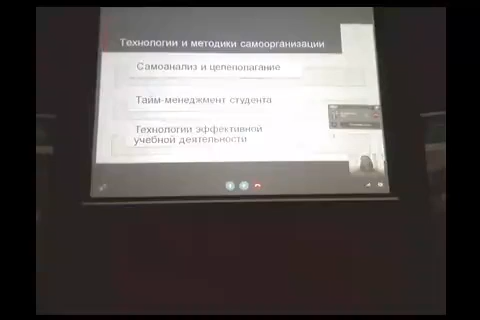 Технологии и методики самоорганизации
Самоанализ и целеполагание
Тайм-менеджмент студента
Технологии эффективной
учебной деятельности